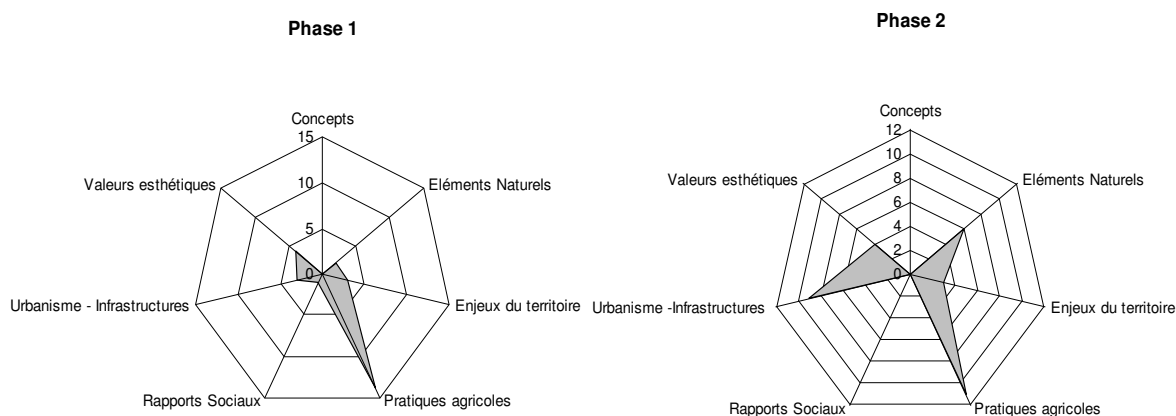 Phase 1
Concepts
15
10
5
0
Eléments Naturels
Enjeux du territoire
Pratiques agricoles
Rapports Sociaux
Urbanisme - Infrastructures
Valeurs esthétiques
Phase 2
Concepts
12
10
8
6
4
2
0
Eléments Naturels
Enjeux du territoire
Pratiques agricoles
Rapports Sociaux
Urbanisme -Infrastructures
Valeurs esthétiques